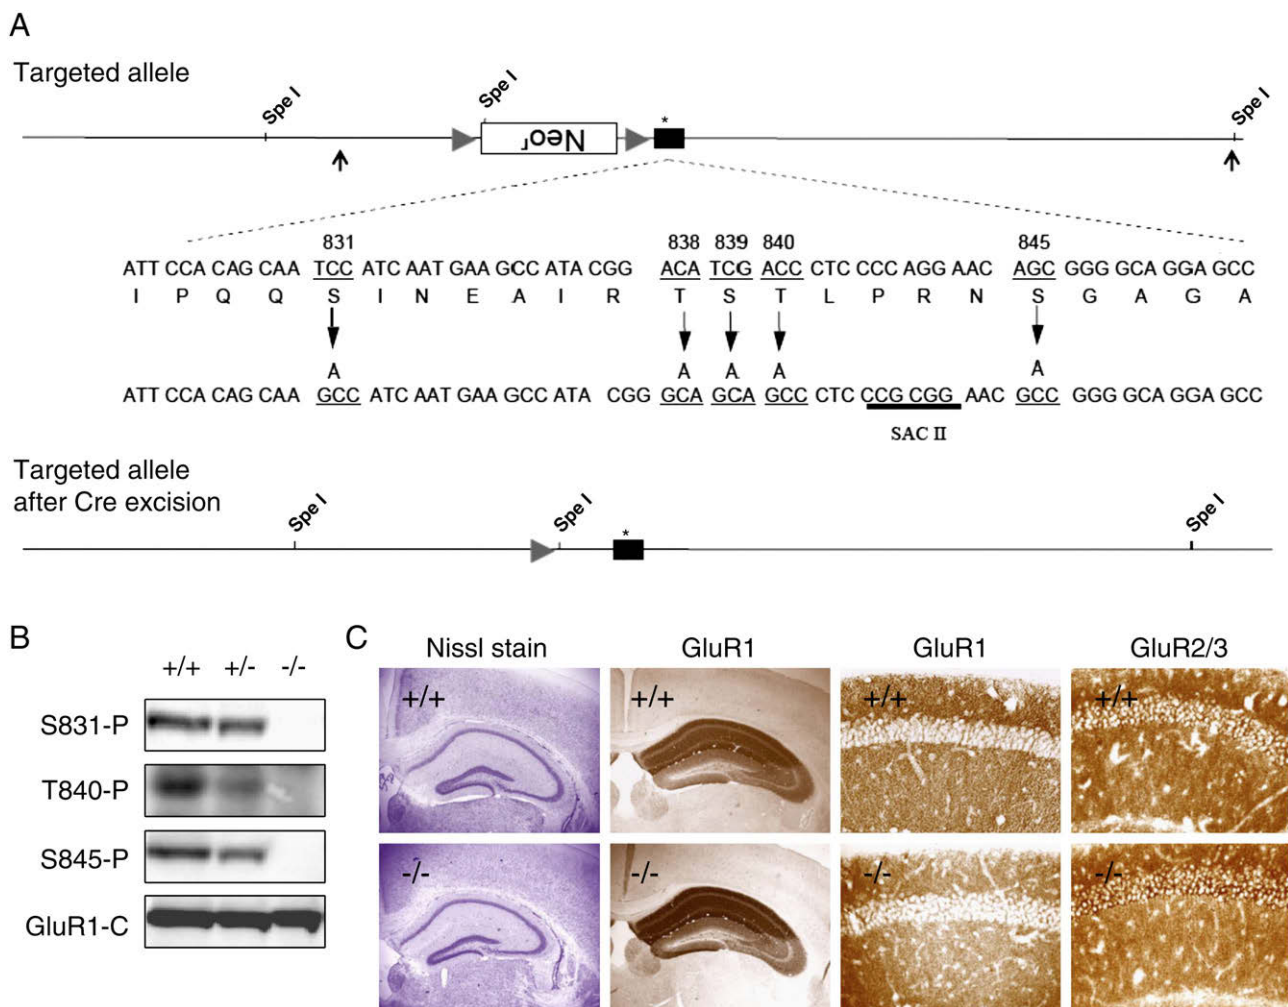 A
Targeted allele
Spe I
Spe I
Spe I
*
Neoʳ
831 838 839 840 845
ATT CCA CAG CAA TCC ATC AAT GAA GCC ATA CGG ACA TCG ACC CTC CCC AGG AAC AGC GGG GCA GGA GCC
I P Q Q S I N E A I R T S T L P R N S G A G A
A A A A A
ATT CCA CAG CAA GCC ATC AAT GAA GCC ATA CGG GCA GCA GCC CTC CCG CGG AAC GCC GGG GCA GGA GCC
SAC II
Targeted allele
after Cre excision
Spe I
Spe I
Spe I
*
B
+/+ +/- -/-
S831-P
T840-P
S845-P
GluR1-C
C
Nissl stain GluR1 GluR1 GluR2/3
+/+ +/+ +/+ +/+
-/- -/- -/- -/-